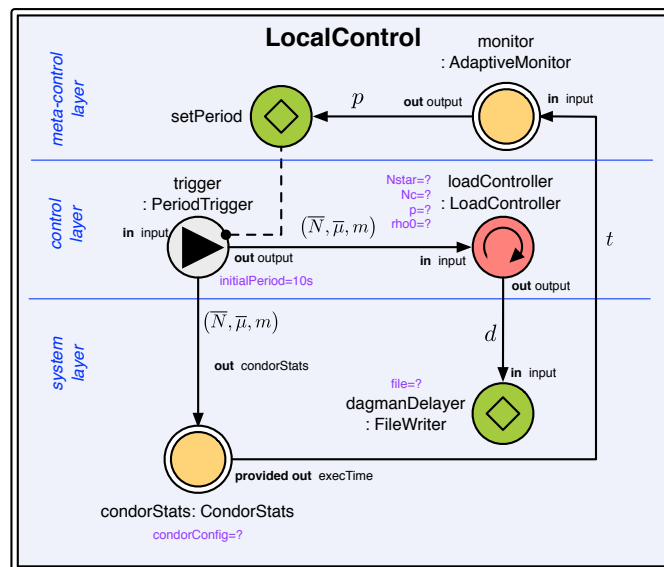 LocalControl
meta-control
layer
monitor
: AdaptiveMonitor
setPeriod
p
out output
in input
control
layer
trigger
: PeriodTrigger
in input
out output
initialPeriod=10s
(N̅, μ̅, m)
Nstar=?
Nc=?
p=?
rho0=?
loadController
: LoadController
in input
out output
t
system
layer
(N̅, μ̅, m)
out condorStats
d
in input
file=?
dagmanDelayer
: FileWriter
provided out execTime
condorStats: CondorStats
condorConfig=?